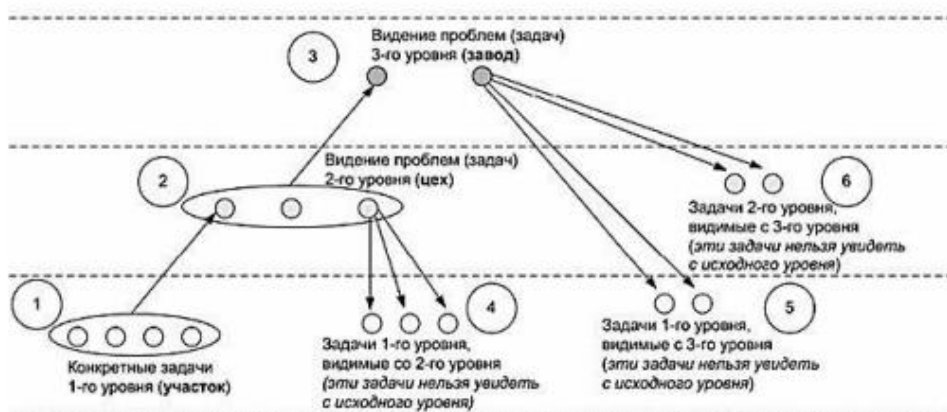 3
Видение проблем (задач)
3-го уровня (завод)
2
Видение проблем (задач)
2-го уровня (цех)
6
Задачи 2-го уровня,
видимые с 3-го уровня
(эти задачи нельзя увидеть
с исходного уровня)
1
Конкретные задачи
1-го уровня (участок)
4
Задачи 1-го уровня,
видимые со 2-го уровня
(эти задачи нельзя увидеть
с исходного уровня)
5
Задачи 1-го уровня,
видимые с 3-го уровня
(эти задачи нельзя увидеть
с исходного уровня)